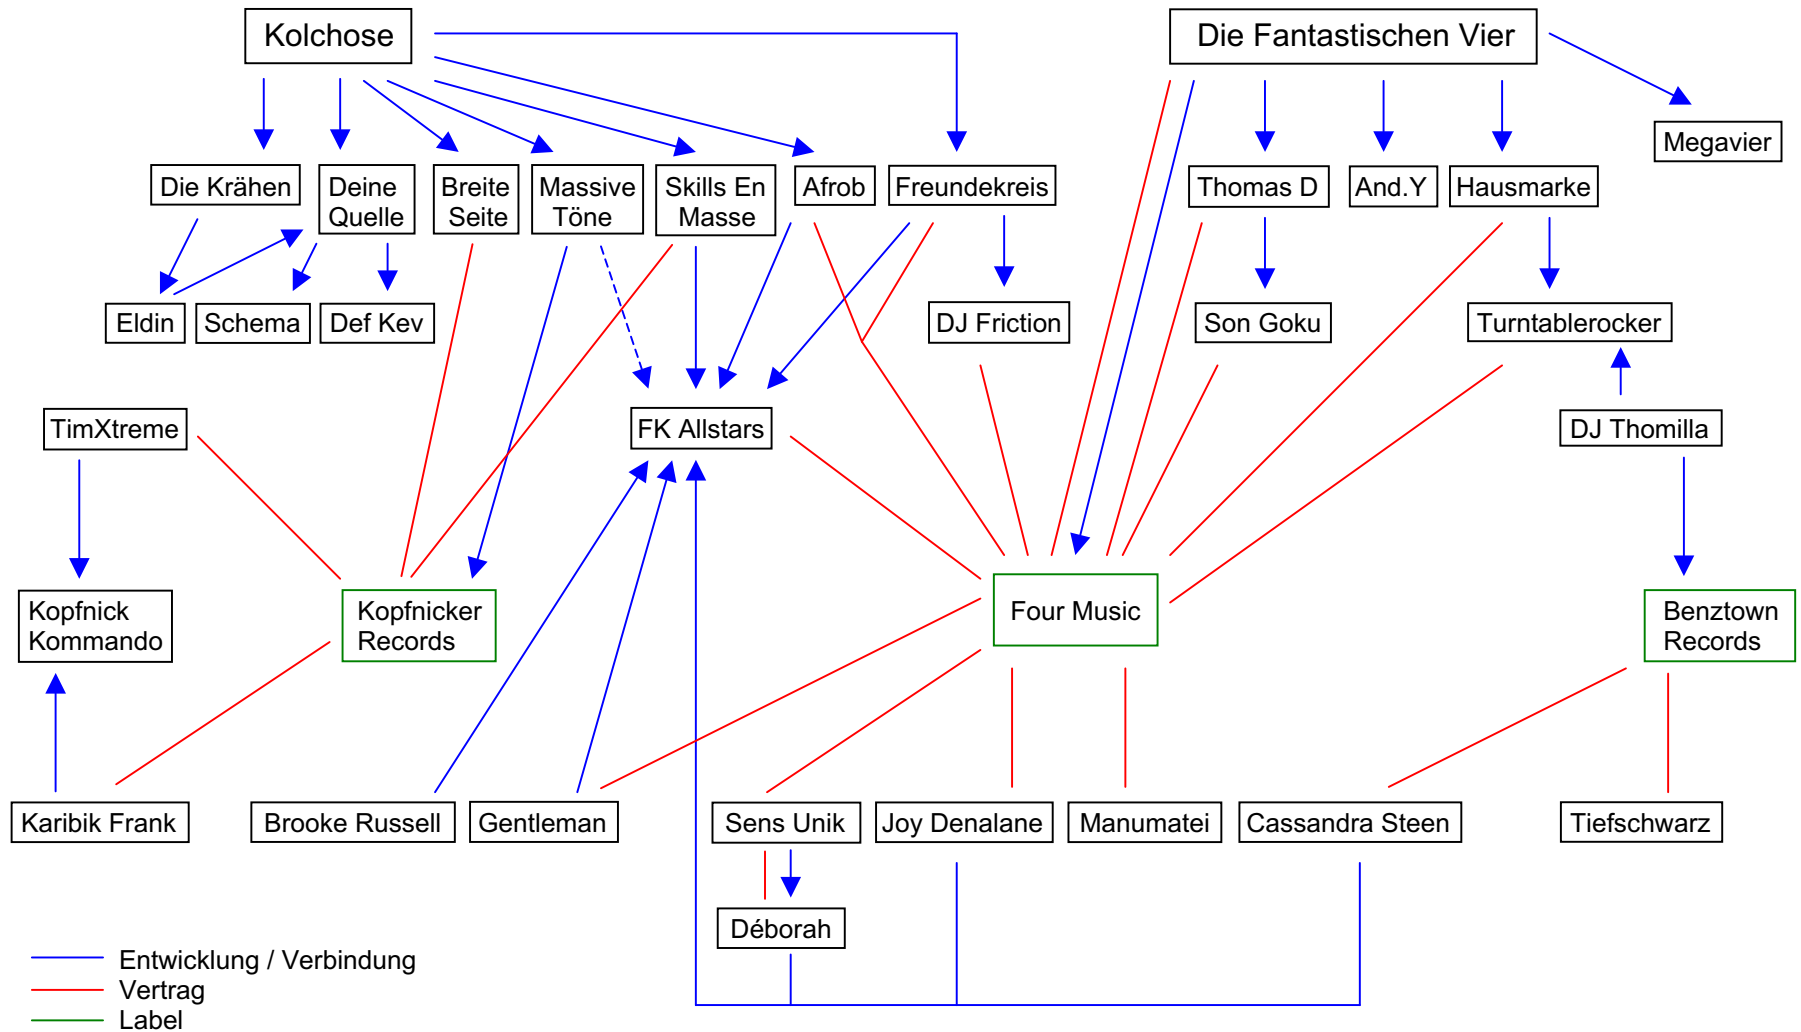 Kolchose
Die Fantastischen Vier
Megavier
Die Krähen
Deine
Quelle
Breite
Seite
Massive
Töne
Skills En
Masse
Afrob
Freundekreis
Thomas D
And.Y
Hausmarke
Eldin
Schema
Def Kev
DJ Friction
Son Goku
Turntablerocker
TimXtreme
FK Allstars
DJ Thomilla
Kopfnick
Kommando
Kopfnicker
Records
Four Music
Benztown
Records
Karibik Frank
Brooke Russell
Gentleman
Sens Unik
Joy Denalane
Manumatei
Cassandra Steen
Tiefschwarz
Déborah
Entwicklung / Verbindung
Vertrag
Label